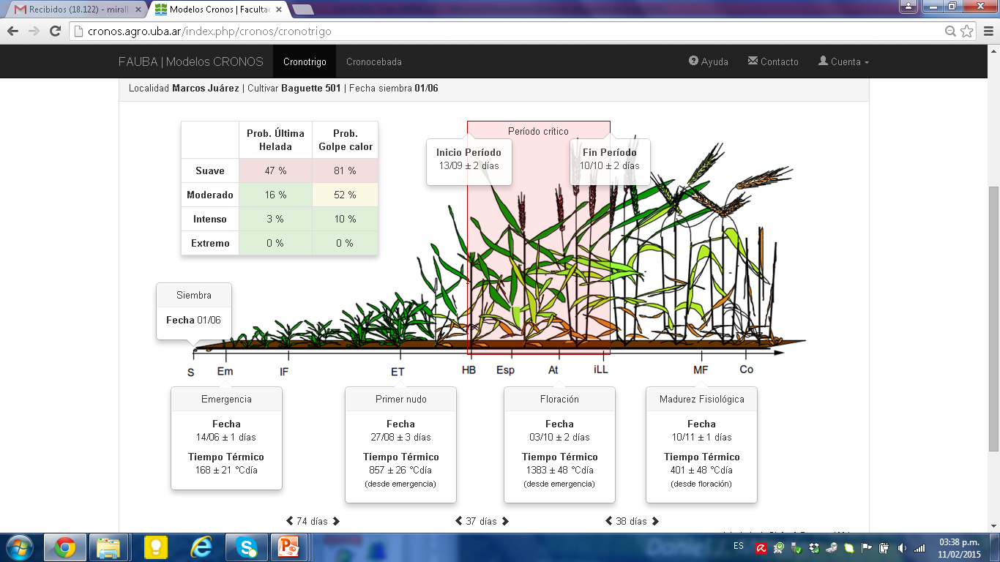 Recibidos (18.122) - mirall
Modelos Cronos | Facultad
cronos.agro.uba.ar/index.php/cronos/cronotrigo
FAUBA | Modelos CRONOS Cronotrigo Cronocebada Ayuda Contacto Cuenta
Localidad Marcos Juárez | Cultivar Baguette 501 | Fecha siembra 01/06
Prob. Última Helada Prob. Golpe calor
Suave 47 % 81 %
Moderado 16 % 52 %
Intenso 3 % 10 %
Extremo 0 % 0 %
Período crítico
Inicio Período
13/09 ± 2 días
Fin Período
10/10 ± 2 días
Siembra
Fecha 01/06
S Em IF ET HB Esp At iLL MF Co
Emergencia
Fecha
14/06 ± 1 días
Tiempo Térmico
168 ± 21 °Cdía
Primer nudo
Fecha
27/08 ± 3 días
Tiempo Térmico
857 ± 26 °Cdía
(desde emergencia)
Floración
Fecha
03/10 ± 2 días
Tiempo Térmico
1383 ± 48 °Cdía
(desde emergencia)
Madurez Fisiológica
Fecha
10/11 ± 1 días
Tiempo Térmico
401 ± 48 °Cdía
(desde floración)
74 días 37 días 38 días
ES
03:38 p.m.
11/02/2015